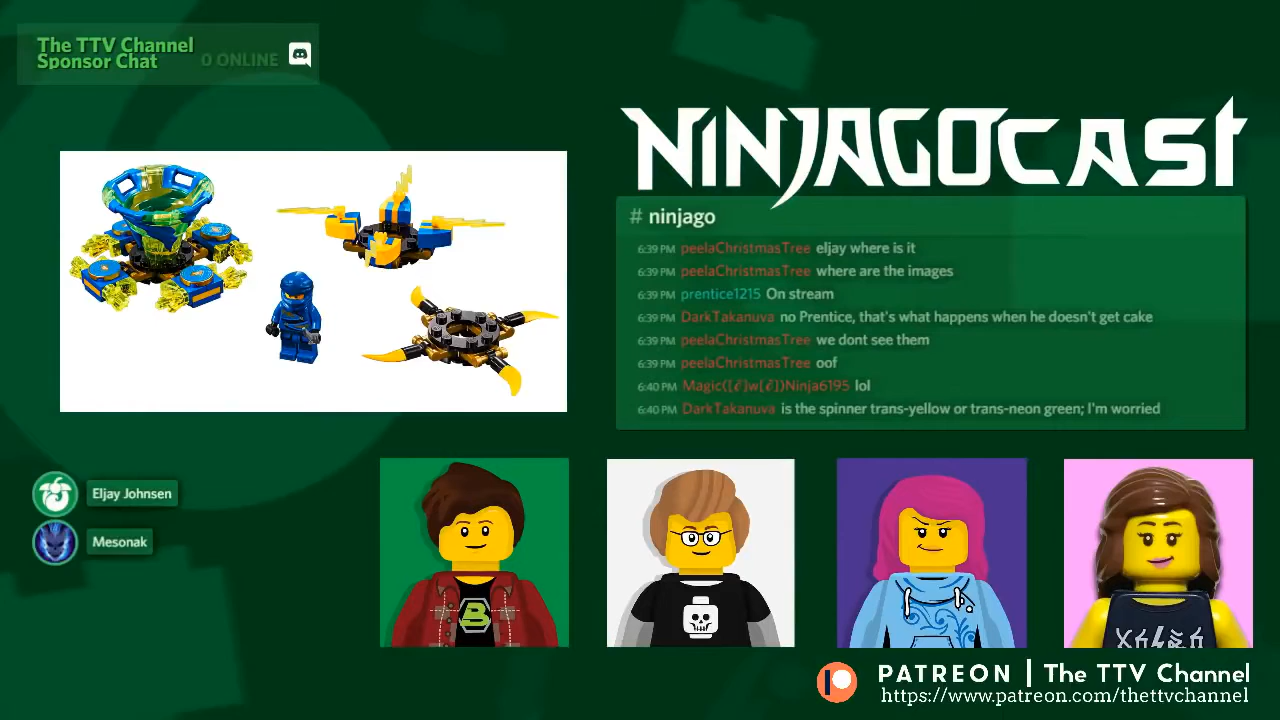 The TTV Channel
Sponsor Chat 0 ONLINE
NINJAGOCAST
# ninjago
6:39 PM peelaChristmasTree eljay where is it
6:39 PM peelaChristmasTree where are the images
6:39 PM prentice1215 On stream
6:39 PM DarkTakanuva no Prentice, that's what happens when he doesn't get cake
6:39 PM peelaChristmasTree we dont see them
6:39 PM peelaChristmasTree oof
6:40 PM Magic([ℰ]w[ℰ])Ninja6195 lol
6:40 PM DarkTakanuva is the spinner trans-yellow or trans-neon green; I'm worried
Eljay Johnsen
Mesonak
B
PATREON | The TTV Channel
https://www.patreon.com/thettvchannel